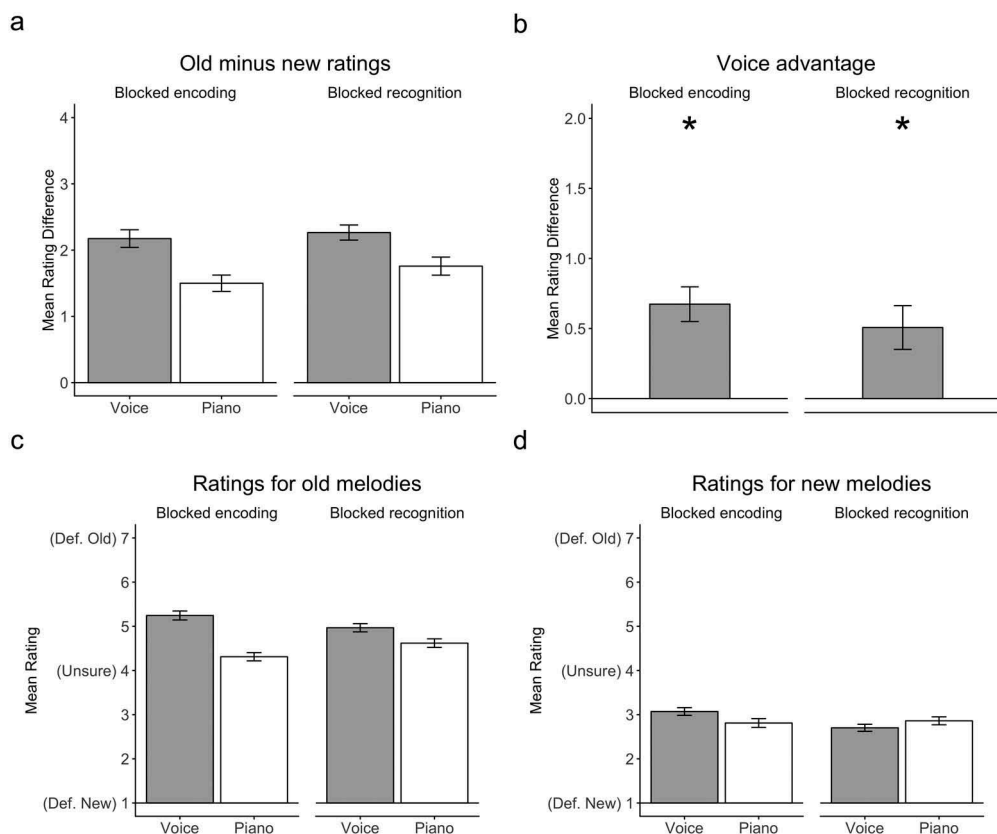 a
Old minus new ratings
Blocked encoding Blocked recognition
Mean Rating Difference
4
3
2
1
0
Voice Piano Voice Piano
b
Voice advantage
Blocked encoding Blocked recognition
* *
Mean Rating Difference
2.0
1.5
1.0
0.5
0.0
c
Ratings for old melodies
Blocked encoding Blocked recognition
Mean Rating
(Def. Old) 7
6
5
(Unsure) 4
3
2
(Def. New) 1
Voice Piano Voice Piano
d
Ratings for new melodies
Blocked encoding Blocked recognition
Mean Rating
(Def. Old) 7
6
5
(Unsure) 4
3
2
(Def. New) 1
Voice Piano Voice Piano